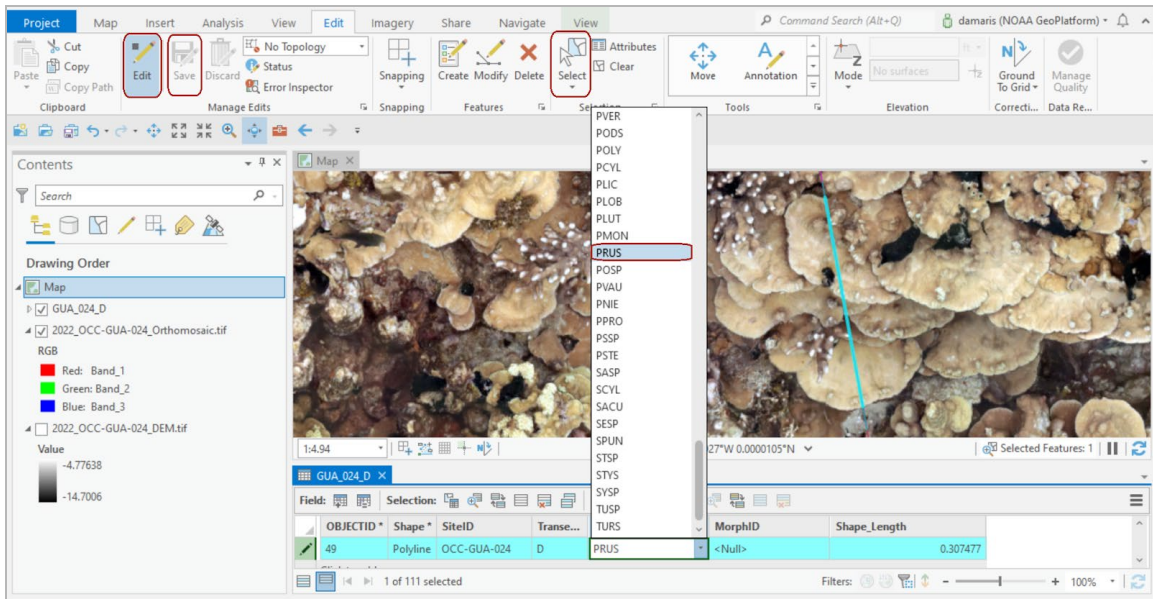 Project Map Insert Analysis View Edit Imagery Share Navigate View Command Search (Alt+Q) damaris (NOAA GeoPlatform)
Cut
Copy
Copy Path
Paste
Clipboard
Edit
Save
Discard
No Topology
Status
Error Inspector
Manage Edits
Snapping
Snapping
Create Modify Delete
Features
Select
Attributes
Clear
Move
Annotation
Tools
Mode
No surfaces
Elevation
Ground To Grid
Correcti...
Manage Quality
Data Re...
Contents
Search
Drawing Order
Map
GUA_024_D
2022_OCC-GUA-024_Orthomosaic.tif
RGB
Red: Band_1
Green: Band_2
Blue: Band_3
2022_OCC-GUA-024_DEM.tif
Value
-4.77638
-14.7006
Map
PVER
PODS
POLY
PCYL
PLIC
PLOB
PLUT
PMON
PRUS
POSP
PVAU
PNIE
PPRO
PSSP
PSTE
SASP
SCYL
SACU
SESP
SPUN
STSP
STYS
SYSP
TUSP
TURS
1:4.94
27°W 0.0000105°N
Selected Features: 1
GUA_024_D
Field: Selection:
OBJECTID * Shape * SiteID Transe... MorphID Shape_Length
49 Polyline OCC-GUA-024 D PRUS <Null> 0.307477
1 of 111 selected
Filters: - + 100%